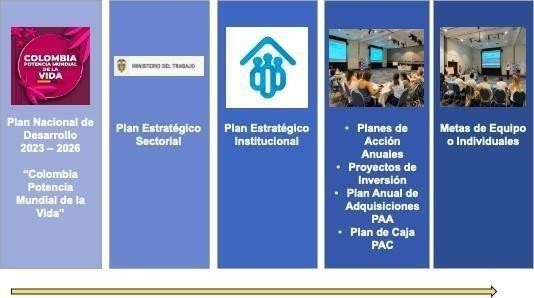 COLOMBIA
POTENCIA MUNDIAL
DE LA
VIDA
Plan Nacional de
Desarrollo
2023 – 2026
“Colombia
Potencia
Mundial de la
Vida”
MINISTERIO DEL TRABAJO
Plan Estratégico
Sectorial
Plan Estratégico
Institucional
• Planes de
Acción
Anuales
• Proyectos de
Inversión
• Plan Anual de
Adquisiciones
PAA
• Plan de Caja
PAC
Metas de Equipo
o Individuales